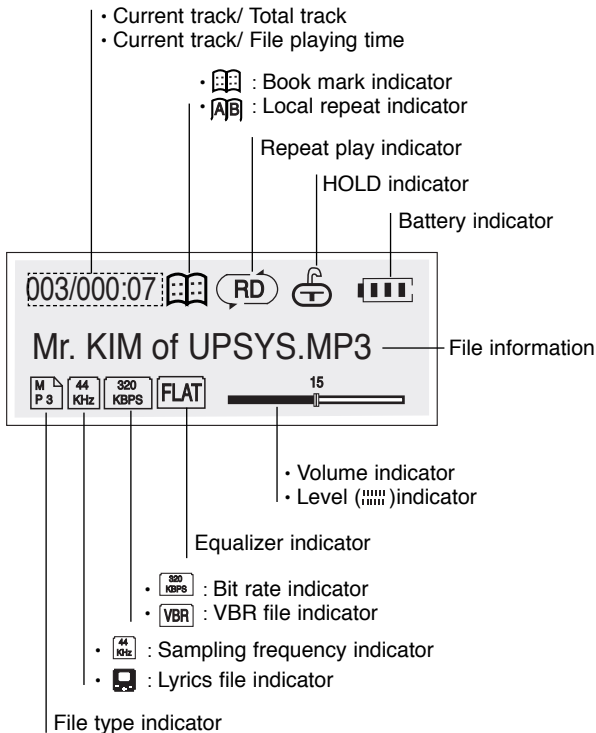 · Current track/ Total track
· Current track/ File playing time
· : Book mark indicator
· AB : Local repeat indicator
Repeat play indicator
HOLD indicator
Battery indicator
003/000:07 RD
Mr. KIM of UPSYS.MP3
File information
MP3 44 KHz 320 KBPS FLAT 15
· Volume indicator
· Level ( )indicator
Equalizer indicator
· 320 KBPS : Bit rate indicator
· VBR : VBR file indicator
· 44 KHz : Sampling frequency indicator
· : Lyrics file indicator
File type indicator